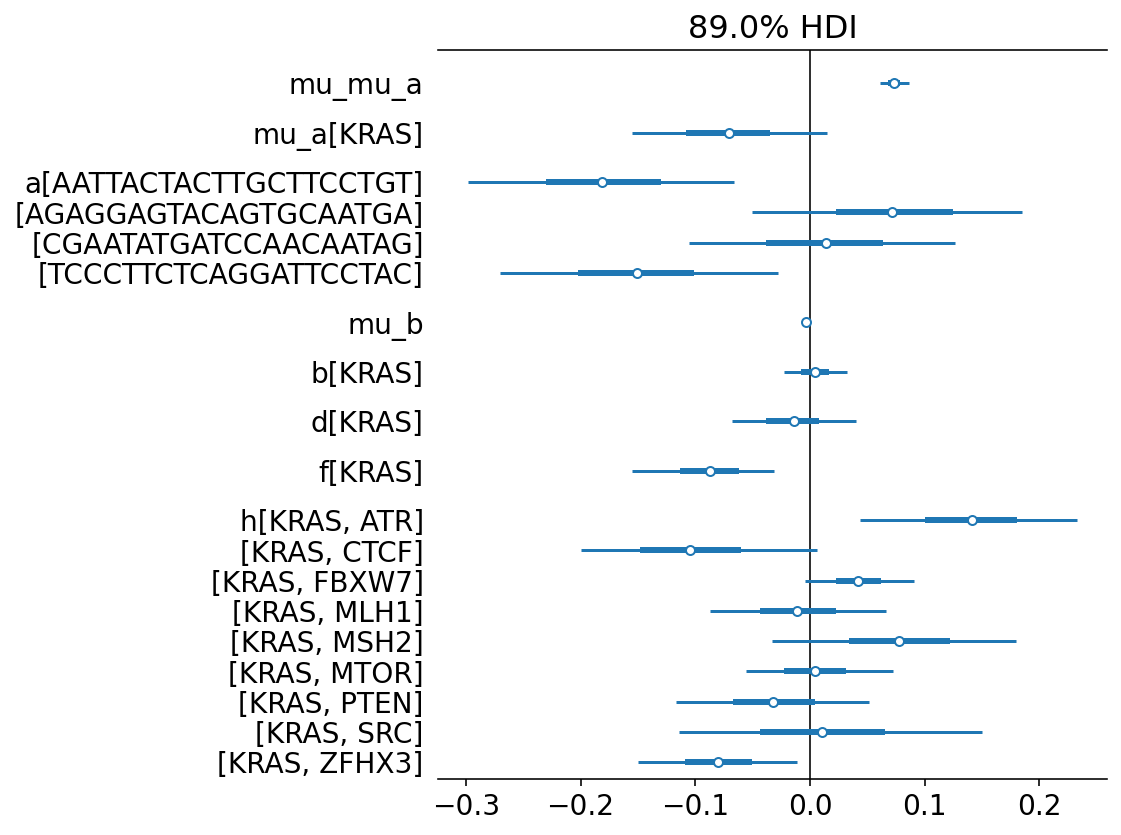 89.0% HDI
mu_mu_a
mu_a[KRAS]
a[AATTACTACTTGCTTCCTGT]
[AGAGGAGTACAGTGCAATGA]
[CGAATATGATCCAACAATAG]
[TCCCTTCTCAGGATTCCTAC]
mu_b
b[KRAS]
d[KRAS]
f[KRAS]
h[KRAS, ATR]
[KRAS, CTCF]
[KRAS, FBXW7]
[KRAS, MLH1]
[KRAS, MSH2]
[KRAS, MTOR]
[KRAS, PTEN]
[KRAS, SRC]
[KRAS, ZFHX3]
−0.3 −0.2 −0.1 0.0 0.1 0.2